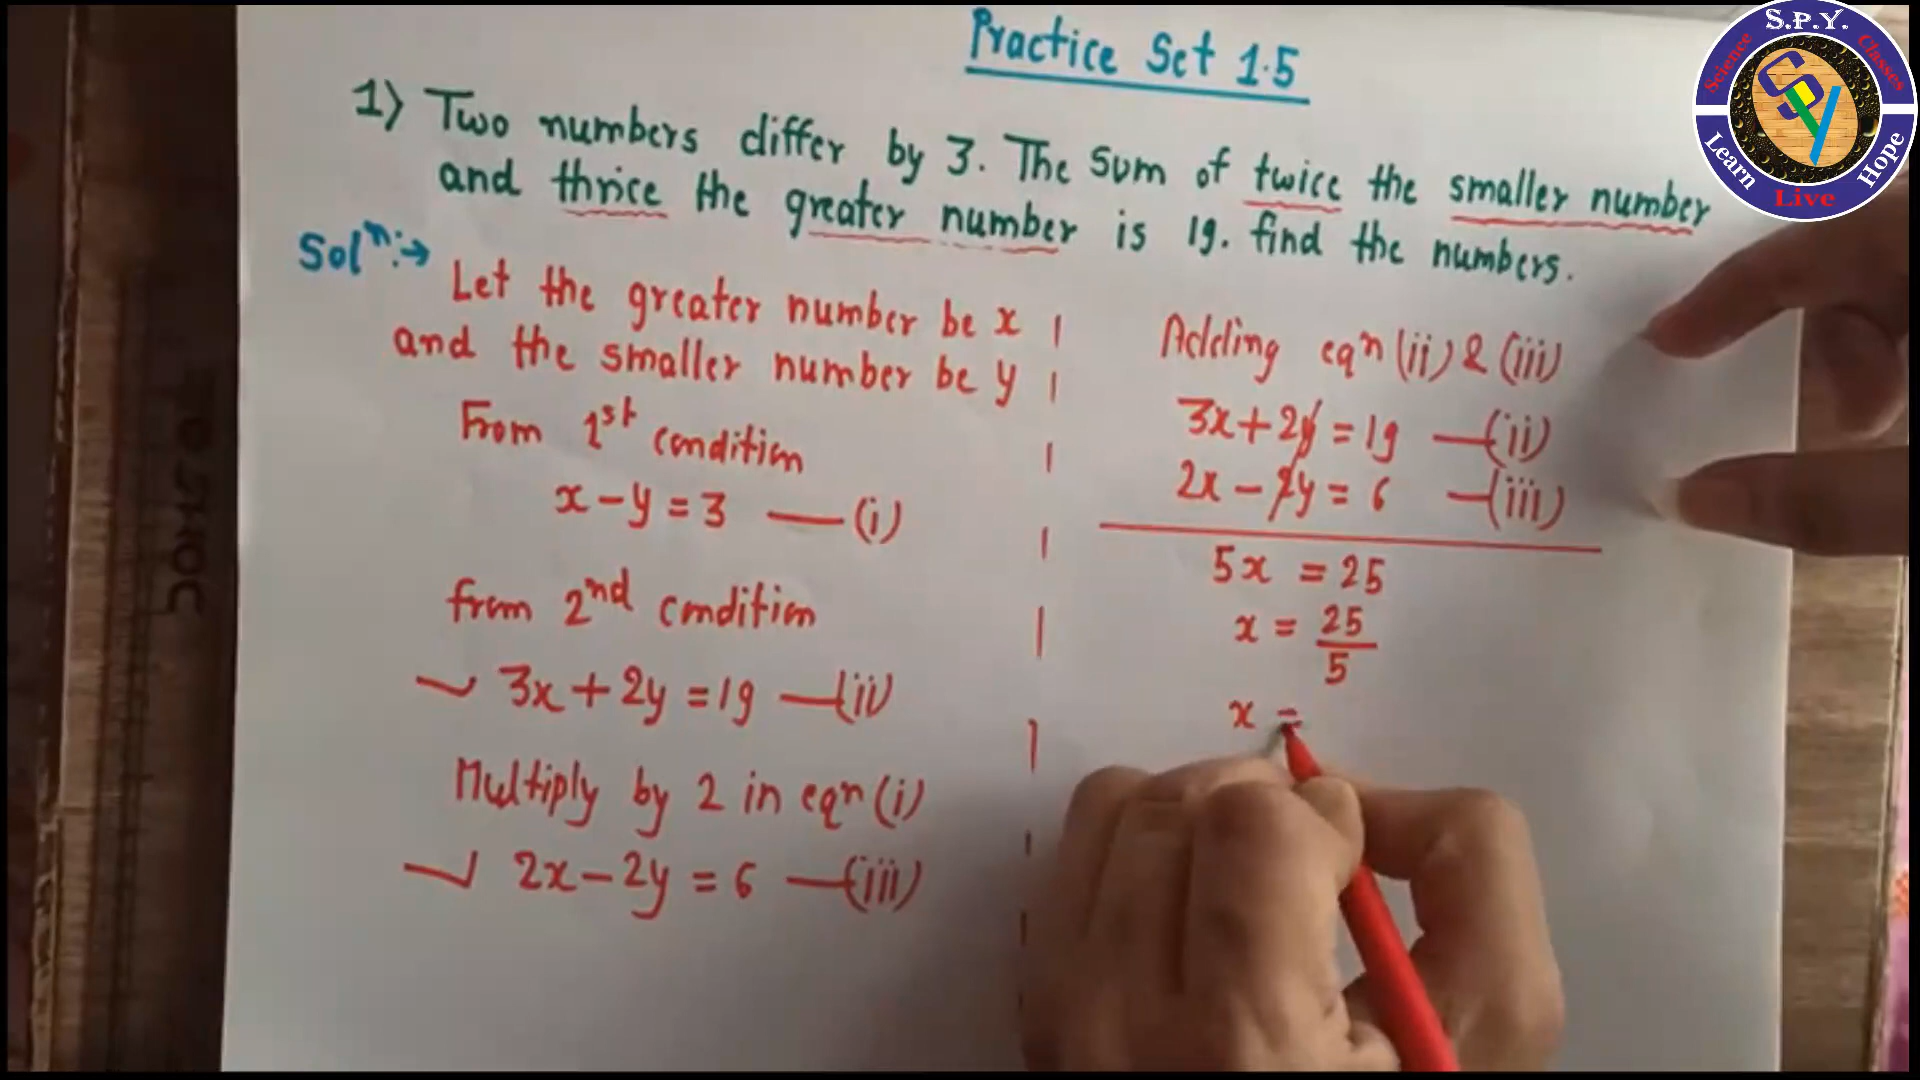 Practice Set 1.5
1) Two numbers differ by 3. The Sum of twice the smaller number
and thrice the greater number is 19. find the numbers.
Solⁿ:→
Let the greater number be x
and the smaller number be y
From 1st condition
x - y = 3 — (i)
from 2nd condition
3x + 2y = 19 — (ii)
Multiply by 2 in eqⁿ (i)
2x - 2y = 6 — (iii)
Adding eqⁿ (ii) & (iii)
3x + 2y = 19 — (ii)
2x - 2y = 6 — (iii)
5x = 25
x = 25/5
x =
S.P.Y.
Science
Classes
SPY
Learn
Live
Hope